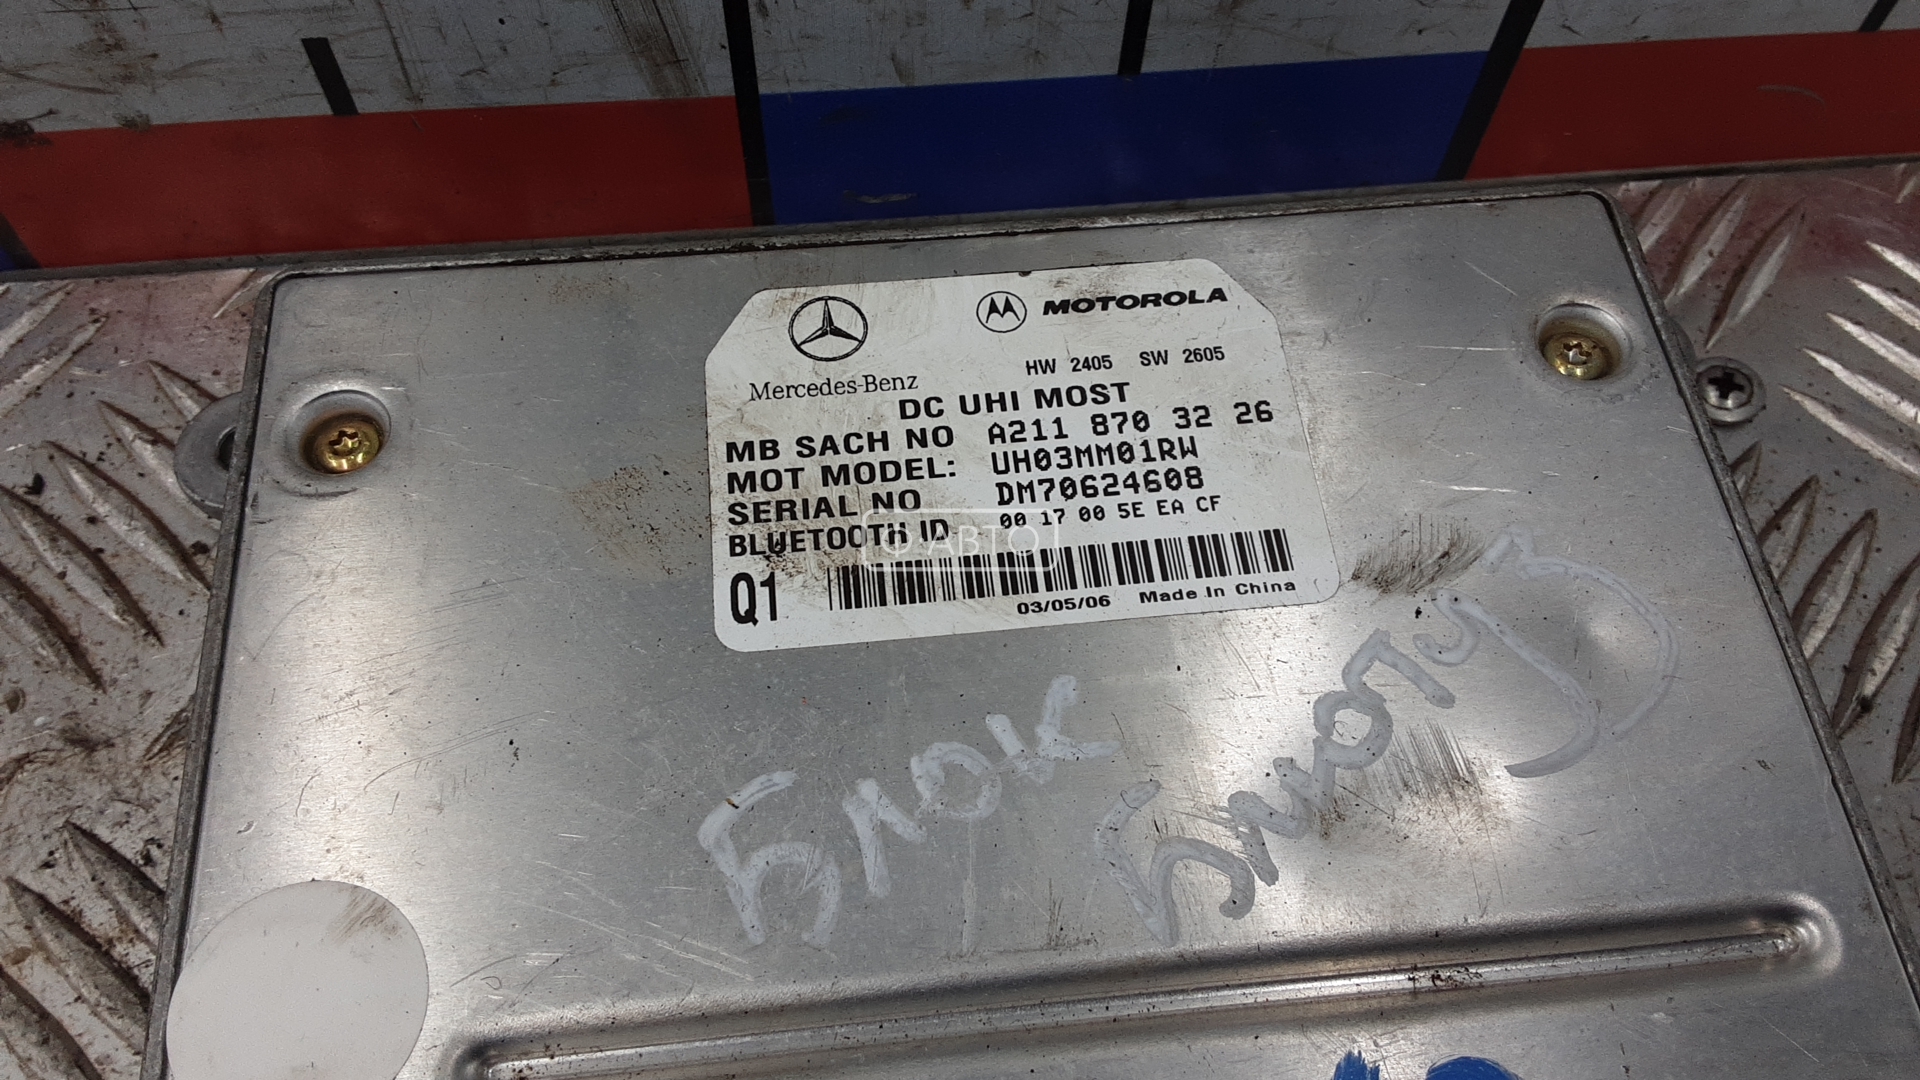 MOTOROLA
HW 2405 SW 2605
Mercedes-Benz
DC UHI MOST
MB SACH NO A211 870 32 26
MOT MODEL: UH03MM01RW
SERIAL NO DM70624608
BLUETOOTH ID 00 17 00 5E EA CF
Ф-АВТО
Q1
03/05/06 Made In China
БЛОК